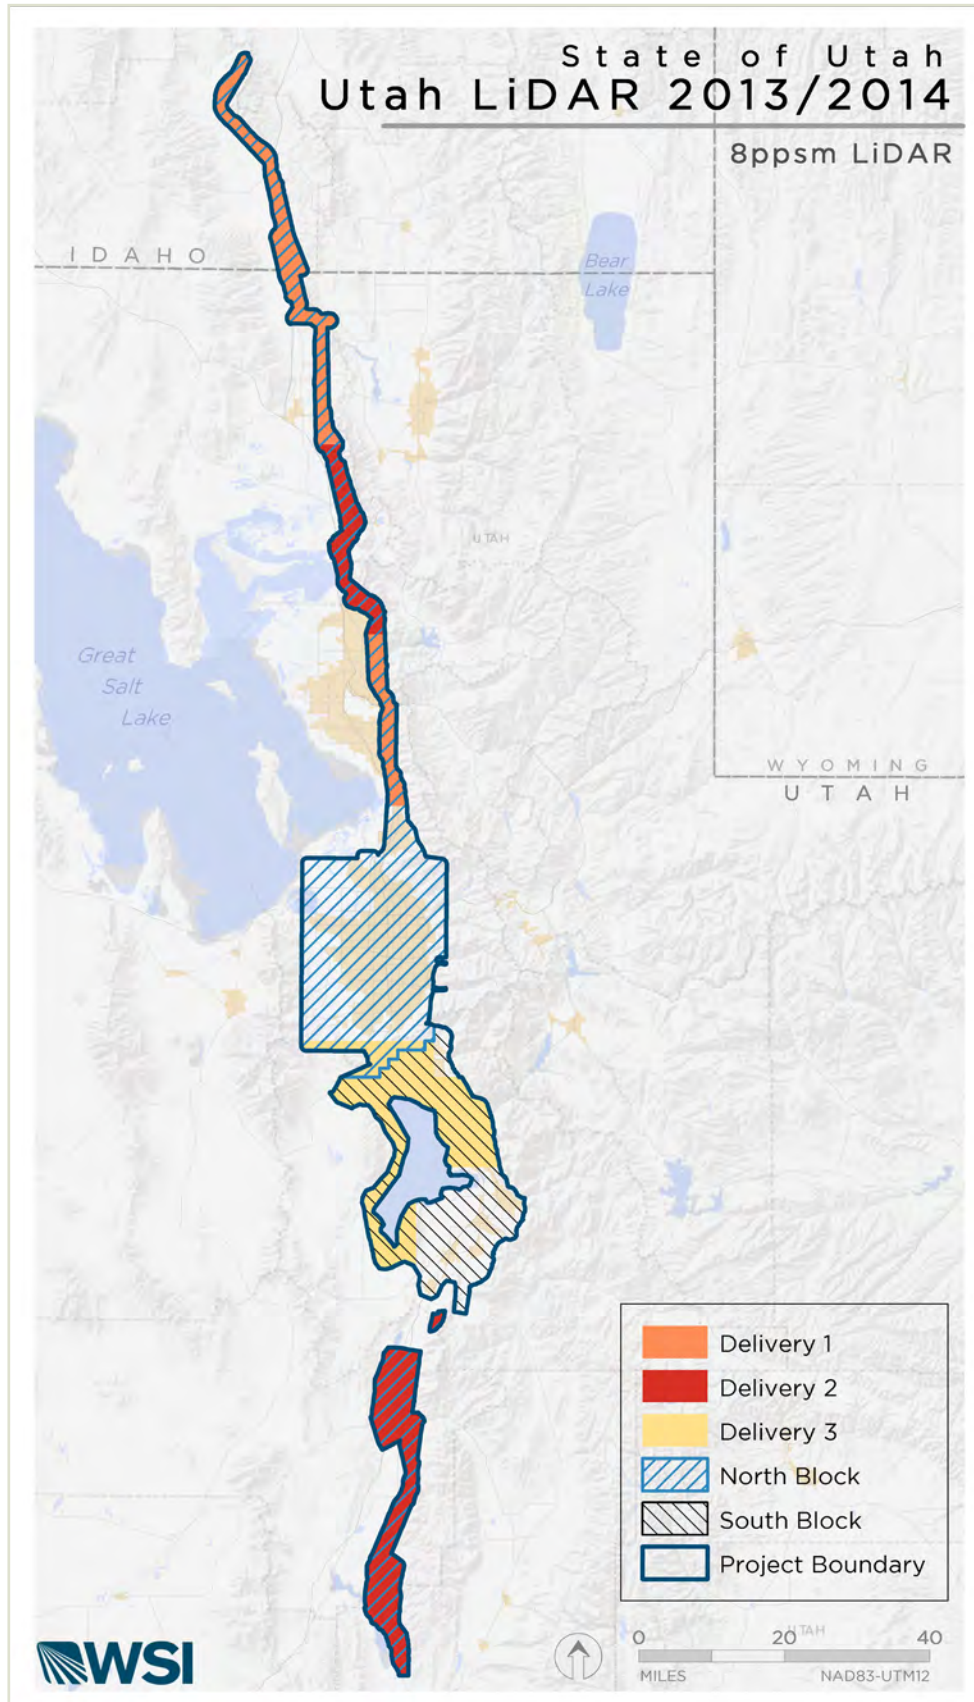 State of Utah
Utah LiDAR 2013/2014
8ppsm LiDAR
IDAHO
Bear
Lake
UTAH
Great
Salt
Lake
WYOMING
UTAH
Delivery 1
Delivery 2
Delivery 3
North Block
South Block
Project Boundary
UTAH
0 20 40
MILES NAD83-UTM12
WSI